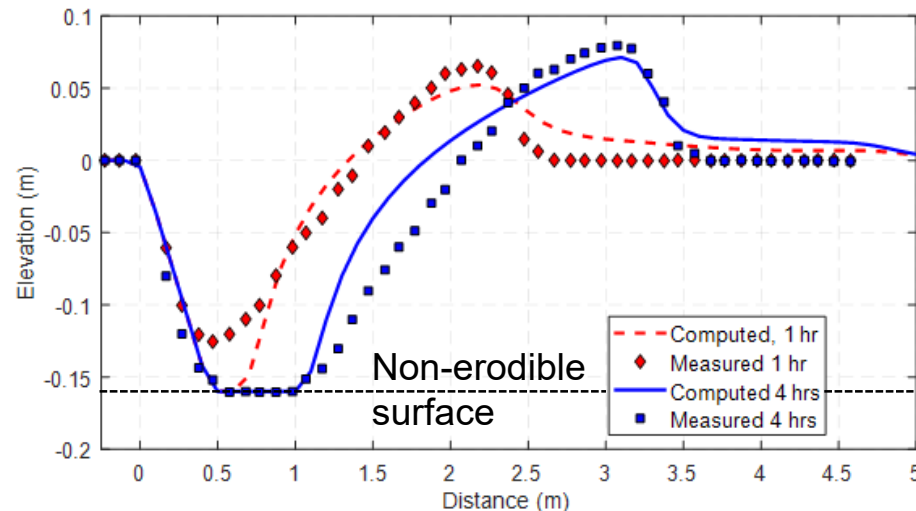 0.1
0.05
0
-0.05
-0.1
-0.15
-0.2
Elevation (m)
Non-erodible
surface
Computed, 1 hr
Measured 1 hr
Computed 4 hrs
Measured 4 hrs
0 0.5 1 1.5 2 2.5 3 3.5 4 4.5 5
Distance (m)